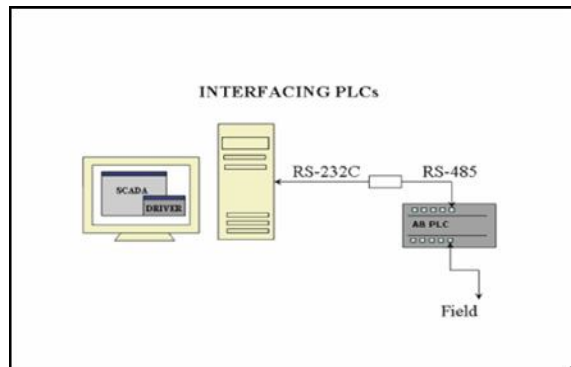 INTERFACING PLCs
RS-232C
RS-485
SCADA
DRIVER
AB PLC
Field